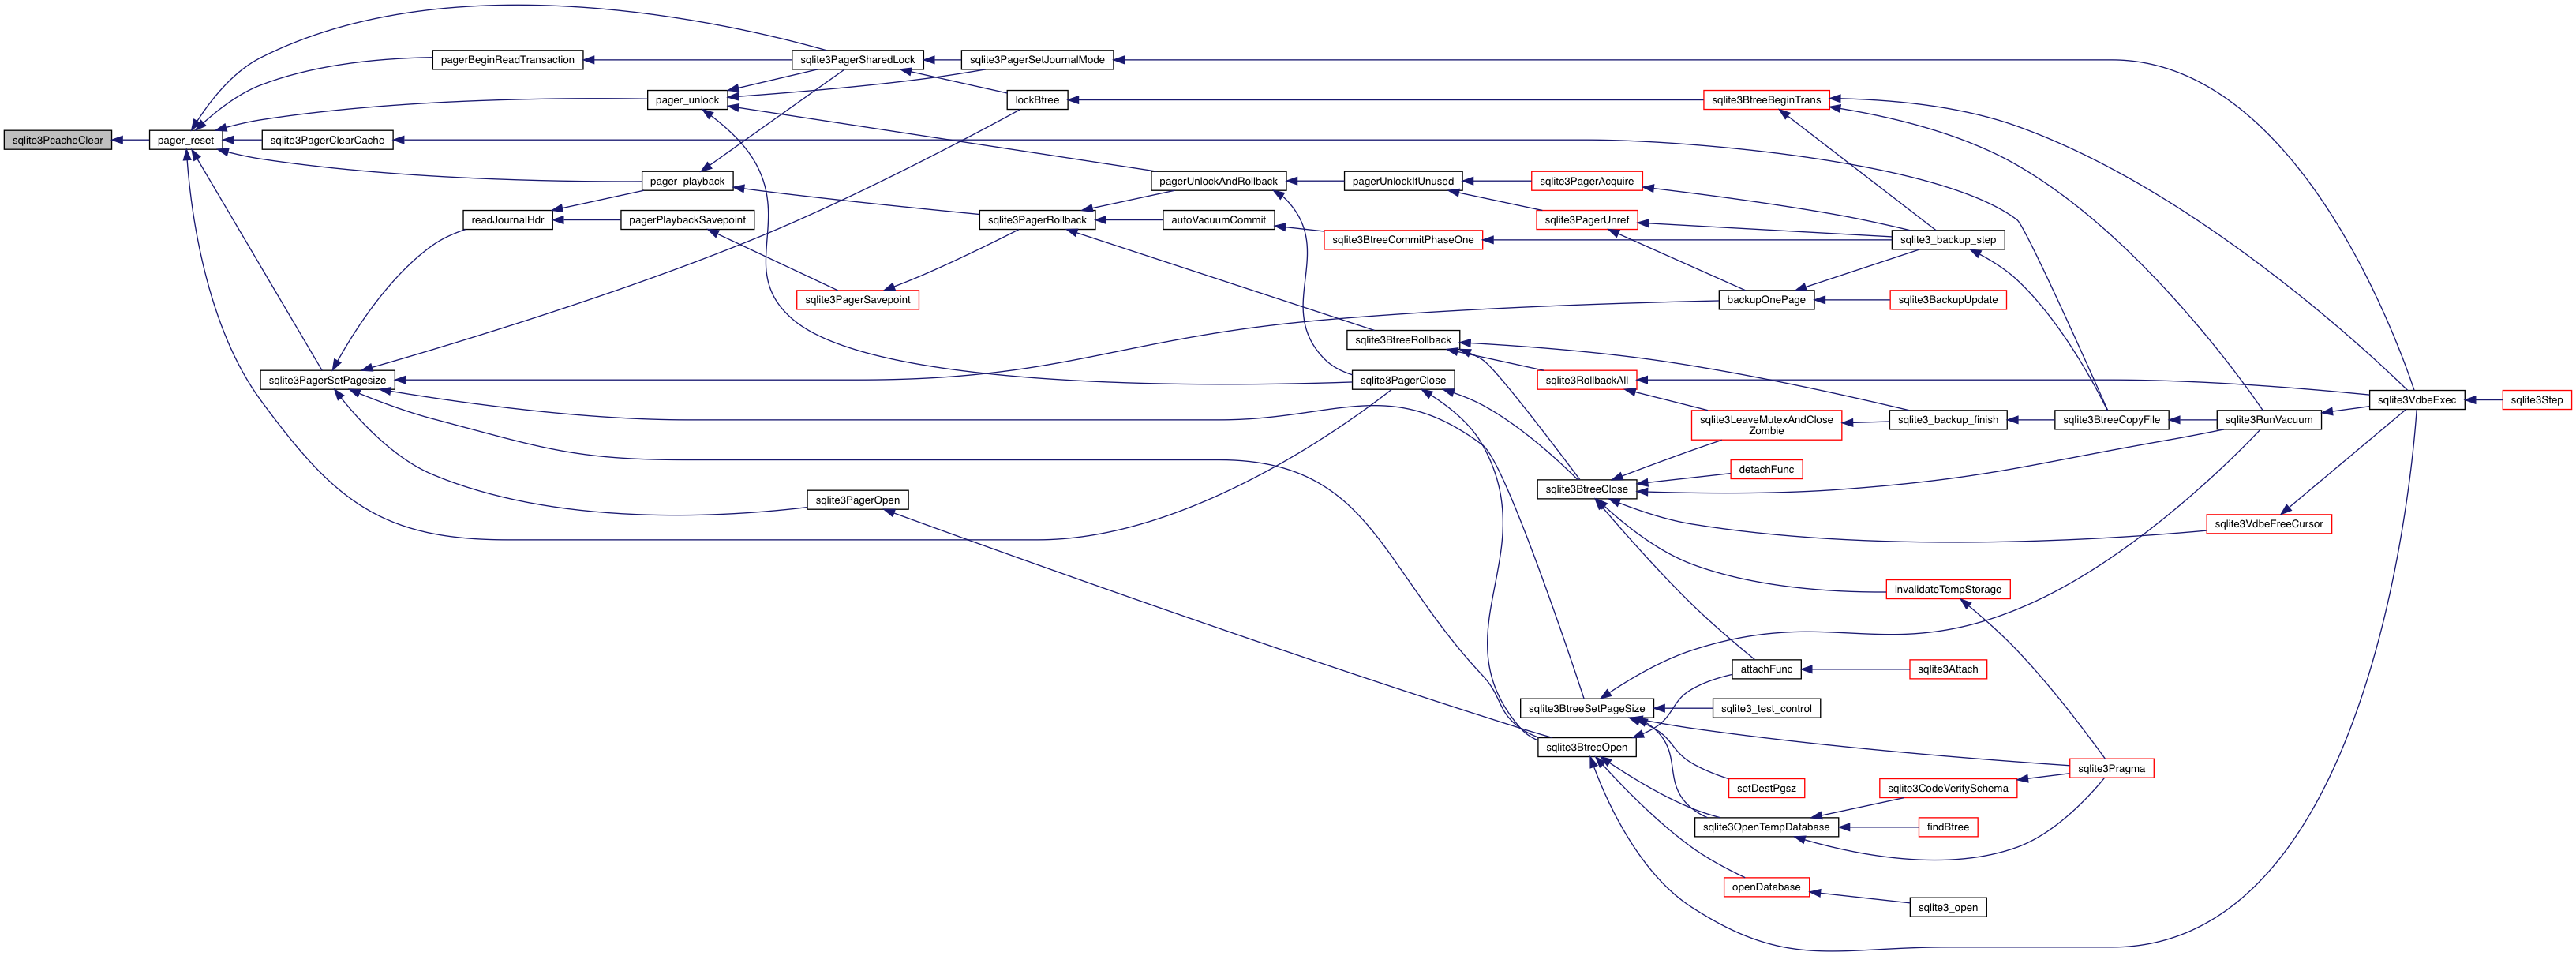 sqlite3PcacheClear
pager_reset
sqlite3PagerSharedLock
sqlite3PagerSetJournalMode
pagerBeginReadTransaction
pager_unlock
lockBtree
sqlite3BtreeBeginTrans
sqlite3PagerClearCache
pager_playback
pagerUnlockAndRollback
pagerUnlockIfUnused
sqlite3PagerAcquire
readJournalHdr
pagerPlaybackSavepoint
sqlite3PagerRollback
autoVacuumCommit
sqlite3PagerUnref
sqlite3BtreeCommitPhaseOne
sqlite3_backup_step
sqlite3PagerSavepoint
backupOnePage
sqlite3BackupUpdate
sqlite3BtreeRollback
sqlite3PagerSetPagesize
sqlite3PagerClose
sqlite3RollbackAll
sqlite3VdbeExec
sqlite3Step
sqlite3LeaveMutexAndClose
Zombie
sqlite3_backup_finish
sqlite3BtreeCopyFile
sqlite3RunVacuum
detachFunc
sqlite3BtreeClose
sqlite3PagerOpen
sqlite3VdbeFreeCursor
invalidateTempStorage
attachFunc
sqlite3Attach
sqlite3BtreeSetPageSize
sqlite3_test_control
sqlite3BtreeOpen
sqlite3Pragma
setDestPgsz
sqlite3CodeVerifySchema
sqlite3OpenTempDatabase
findBtree
openDatabase
sqlite3_open